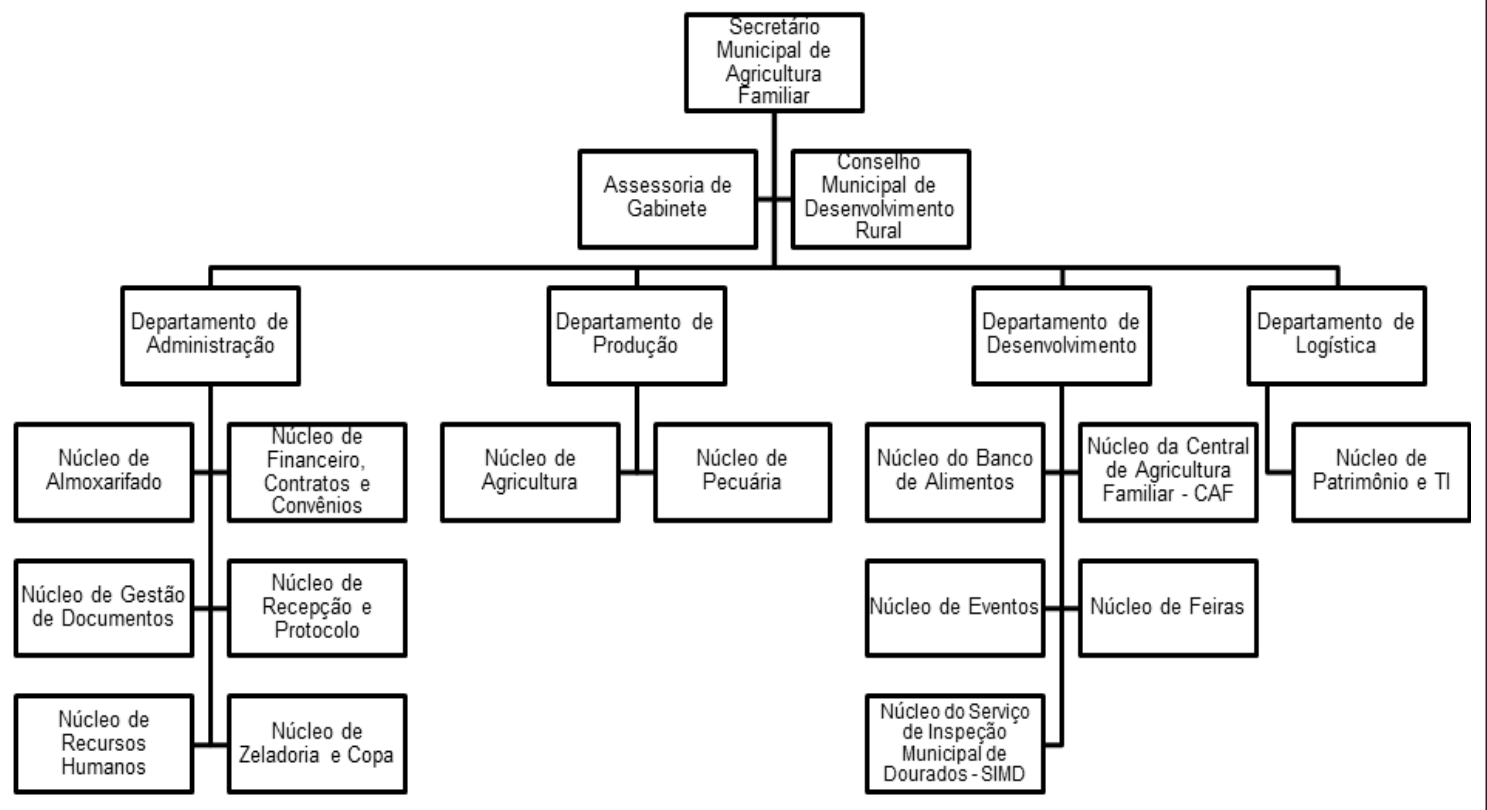 Secretário
Municipal de
Agricultura
Familiar
Assessoria de
Gabinete
Conselho
Municipal de
Desenvolvimento
Rural
Departamento de
Administração
Departamento de
Produção
Departamento de
Desenvolvimento
Departamento de
Logística
Núcleo de
Almoxarifado
Núcleo de
Financeiro,
Contratos e
Convênios
Núcleo de
Agricultura
Núcleo de
Pecuária
Núcleo do Banco
de Alimentos
Núcleo da Central
de Agricultura
Familiar - CAF
Núcleo de
Patrimônio e TI
Núcleo de Gestão
de Documentos
Núcleo de
Recepção e
Protocolo
Núcleo de Eventos
Núcleo de Feiras
Núcleo de
Recursos
Humanos
Núcleo de
Zeladoria e Copa
Núcleo do Serviço
de Inspeção
Municipal de
Dourados - SIMD